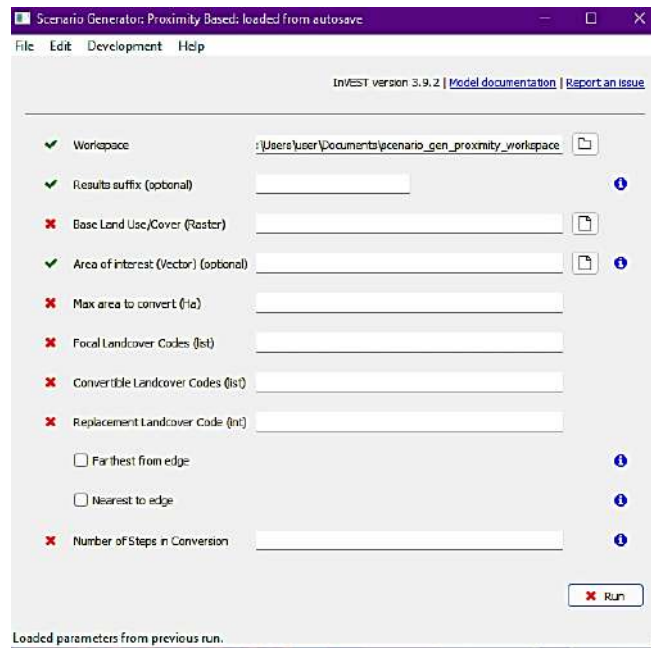 Scenario Generator: Proximity Based: loaded from autosave
File Edit Development Help
InVEST version 3.9.2 | Model documentation | Report an issue
Workspace :\Users\user\Documents\scenario_gen_proximity_workspace
Results suffix (optional)
Base Land Use/Cover (Raster)
Area of interest (Vector) (optional)
Max area to convert (Ha)
Focal Landcover Codes (list)
Convertible Landcover Codes (list)
Replacement Landcover Code (int)
Farthest from edge
Nearest to edge
Number of Steps in Conversion
Run
Loaded parameters from previous run.